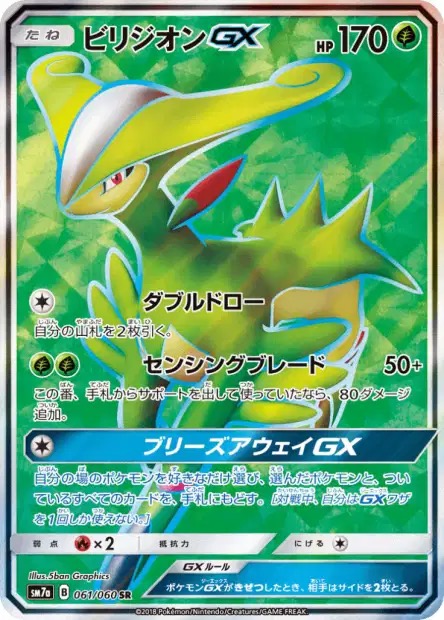 たね ビリジオンGX HP170
ダブルドロー
自分の山札を2枚引く。
センシングブレード 50+
この番、手札からサポートを出して使っていたなら、80ダメージ
追加。
ブリーズアウェイGX
自分の場のポケモンを好きなだけ選び、選んだポケモンと、つい
ているすべてのカードを、手札にもどす。[対戦中、自分はGXワザ
を1回しか使えない。]
弱点 ×2 抵抗力 にげる
Illus.5ban Graphics
GXルール
sm7a B 061/060 SR
ポケモンGXがきぜつしたとき、相手はサイドを2枚とる。
©2018 Pokémon/Nintendo/Creatures/GAME FREAK.